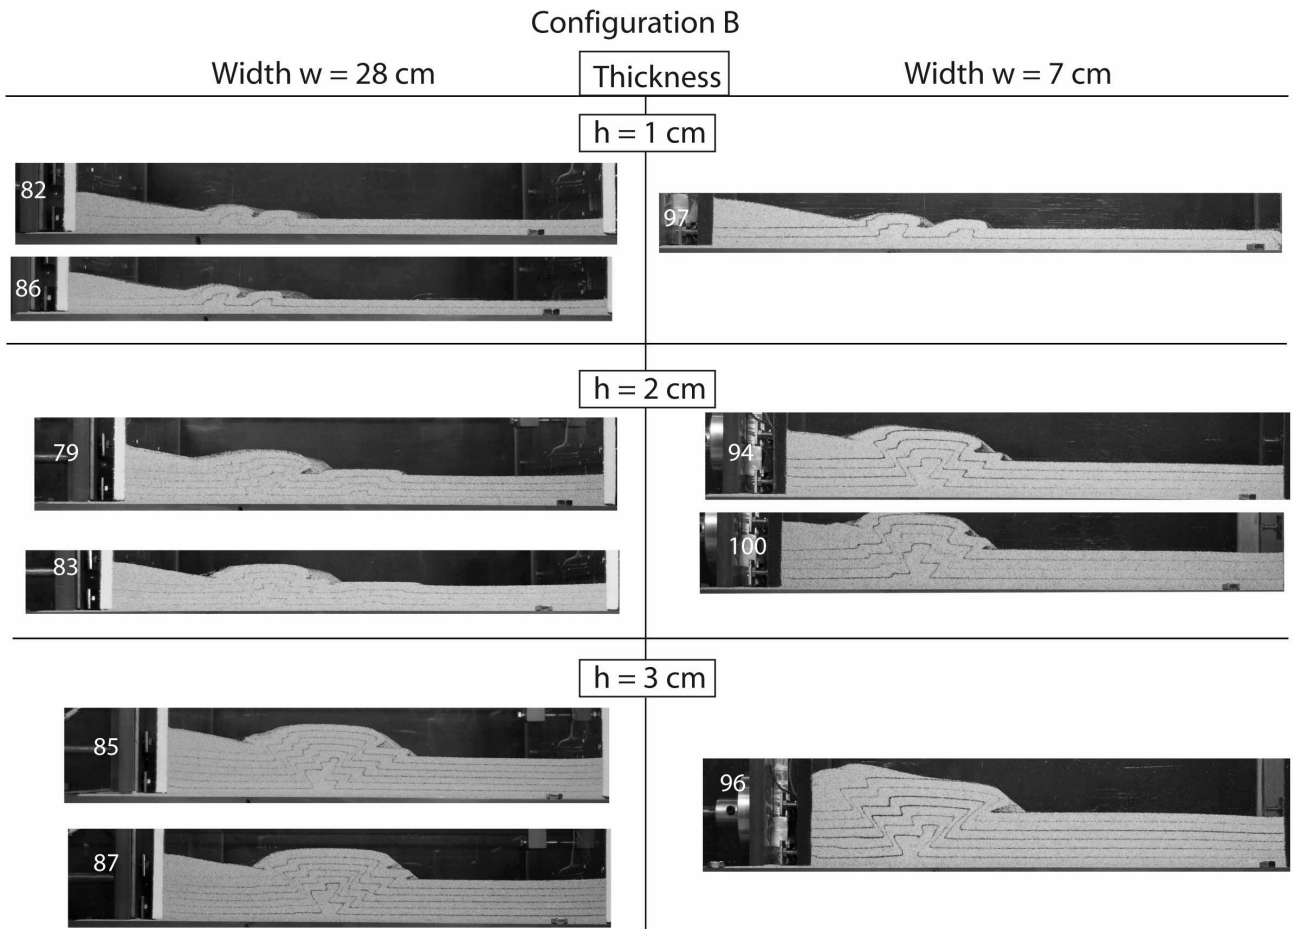 Configuration B
Width w = 28 cm
Thickness
Width w = 7 cm
h = 1 cm
82
97
86
h = 2 cm
79
94
83
100
h = 3 cm
85
96
87